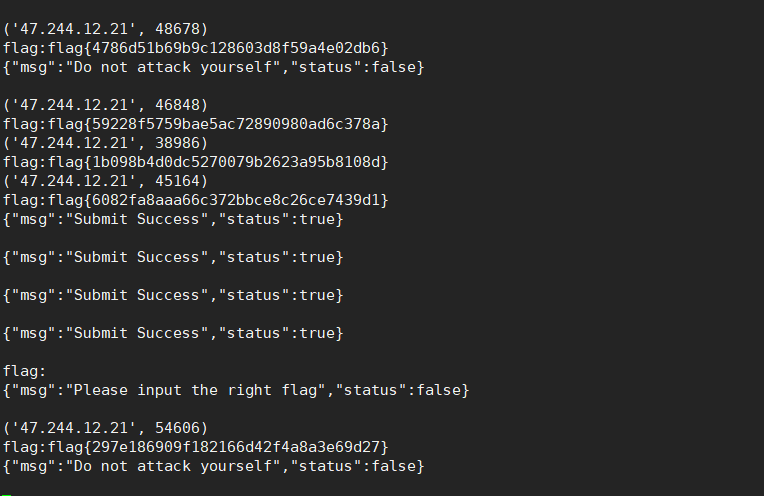 ('47.244.12.21', 48678)
flag:flag{4786d51b69b9c128603d8f59a4e02db6}
{"msg":"Do not attack yourself","status":false}
('47.244.12.21', 46848)
flag:flag{59228f5759bae5ac72890980ad6c378a}
('47.244.12.21', 38986)
flag:flag{1b098b4d0dc5270079b2623a95b8108d}
('47.244.12.21', 45164)
flag:flag{6082fa8aaa66c372bbce8c26ce7439d1}
{"msg":"Submit Success","status":true}
{"msg":"Submit Success","status":true}
{"msg":"Submit Success","status":true}
{"msg":"Submit Success","status":true}
flag:
{"msg":"Please input the right flag","status":false}
('47.244.12.21', 54606)
flag:flag{297e186909f182166d42f4a8a3e69d27}
{"msg":"Do not attack yourself","status":false}